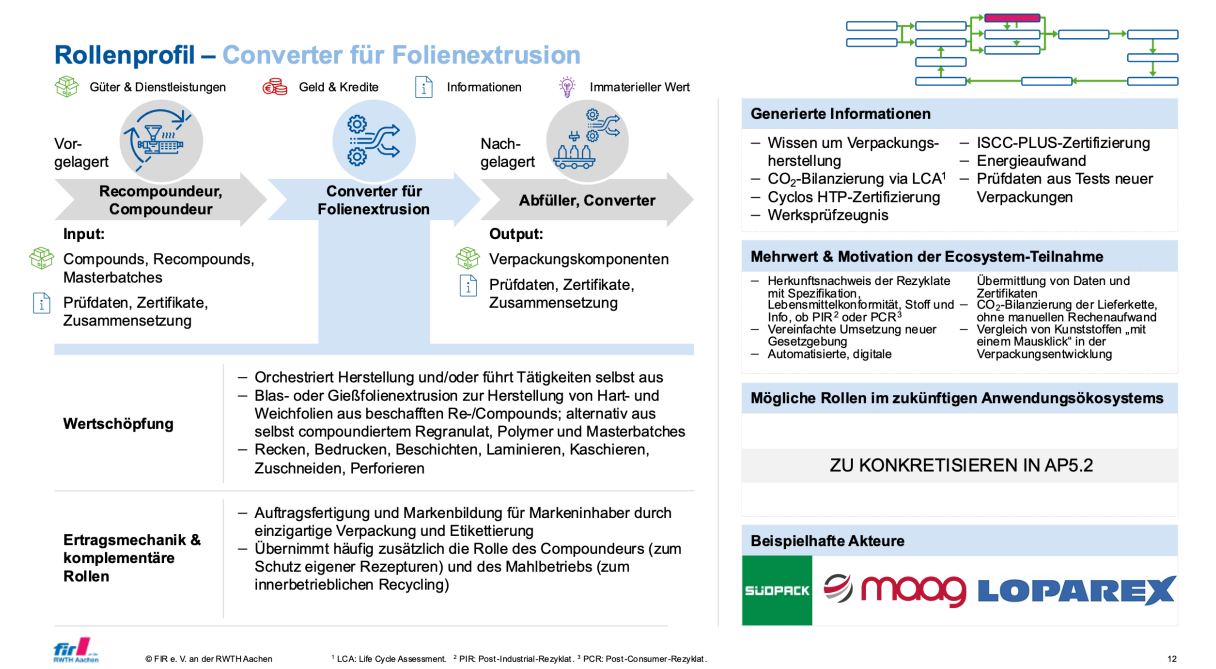 Rollenprofil – Converter für Folienextrusion
Güter & Dienstleistungen
Geld & Kredite
Informationen
Immaterieller Wert
Vor-
gelagert
Nach-
gelagert
Recompoundeur,
Compoundeur
Converter für
Folienextrusion
Abfüller, Converter
Input:
Compounds, Recompounds,
Masterbatches
Prüfdaten, Zertifikate,
Zusammensetzung
Output:
Verpackungskomponenten
Prüfdaten, Zertifikate,
Zusammensetzung
Wertschöpfung
– Orchestriert Herstellung und/oder führt Tätigkeiten selbst aus
– Blas- oder Gießfolienextrusion zur Herstellung von Hart- und
Weichfolien aus beschafften Re-/Compounds; alternativ aus
selbst compoundiertem Regranulat, Polymer und Masterbatches
– Recken, Bedrucken, Beschichten, Laminieren, Kaschieren,
Zuschneiden, Perforieren
Ertragsmechanik &
komplementäre
Rollen
– Auftragsfertigung und Markenbildung für Markeninhaber durch
einzigartige Verpackung und Etikettierung
– Übernimmt häufig zusätzlich die Rolle des Compoundeurs (zum
Schutz eigener Rezepturen) und des Mahlbetriebs (zum
innerbetrieblichen Recycling)
Generierte Informationen
– Wissen um Verpackungs-
herstellung
– CO₂-Bilanzierung via LCA¹
– Cyclos HTP-Zertifizierung
– Werksprüfzeugnis
– ISCC-PLUS-Zertifizierung
– Energieaufwand
– Prüfdaten aus Tests neuer
Verpackungen
Mehrwert & Motivation der Ecosystem-Teilnahme
– Herkunftsnachweis der Rezyklate
mit Spezifikation,
Lebensmittelkonformität, Stoff und
Info, ob PIR² oder PCR³
– Vereinfachte Umsetzung neuer
Gesetzgebung
– Automatisierte, digitale
Übermittlung von Daten und
Zertifikaten
– CO₂-Bilanzierung der Lieferkette,
ohne manuellen Rechenaufwand
– Vergleich von Kunststoffen „mit
einem Mausklick“ in der
Verpackungsentwicklung
Mögliche Rollen im zukünftigen Anwendungsökosystems
ZU KONKRETISIEREN IN AP5.2
Beispielhafte Akteure
SÜDPACK
maag
LOPAREX
fir
RWTH Aachen
© FIR e. V. an der RWTH Aachen
¹ LCA: Life Cycle Assessment. ² PIR: Post-Industrial-Rezyklat. ³ PCR: Post-Consumer-Rezyklat.
12